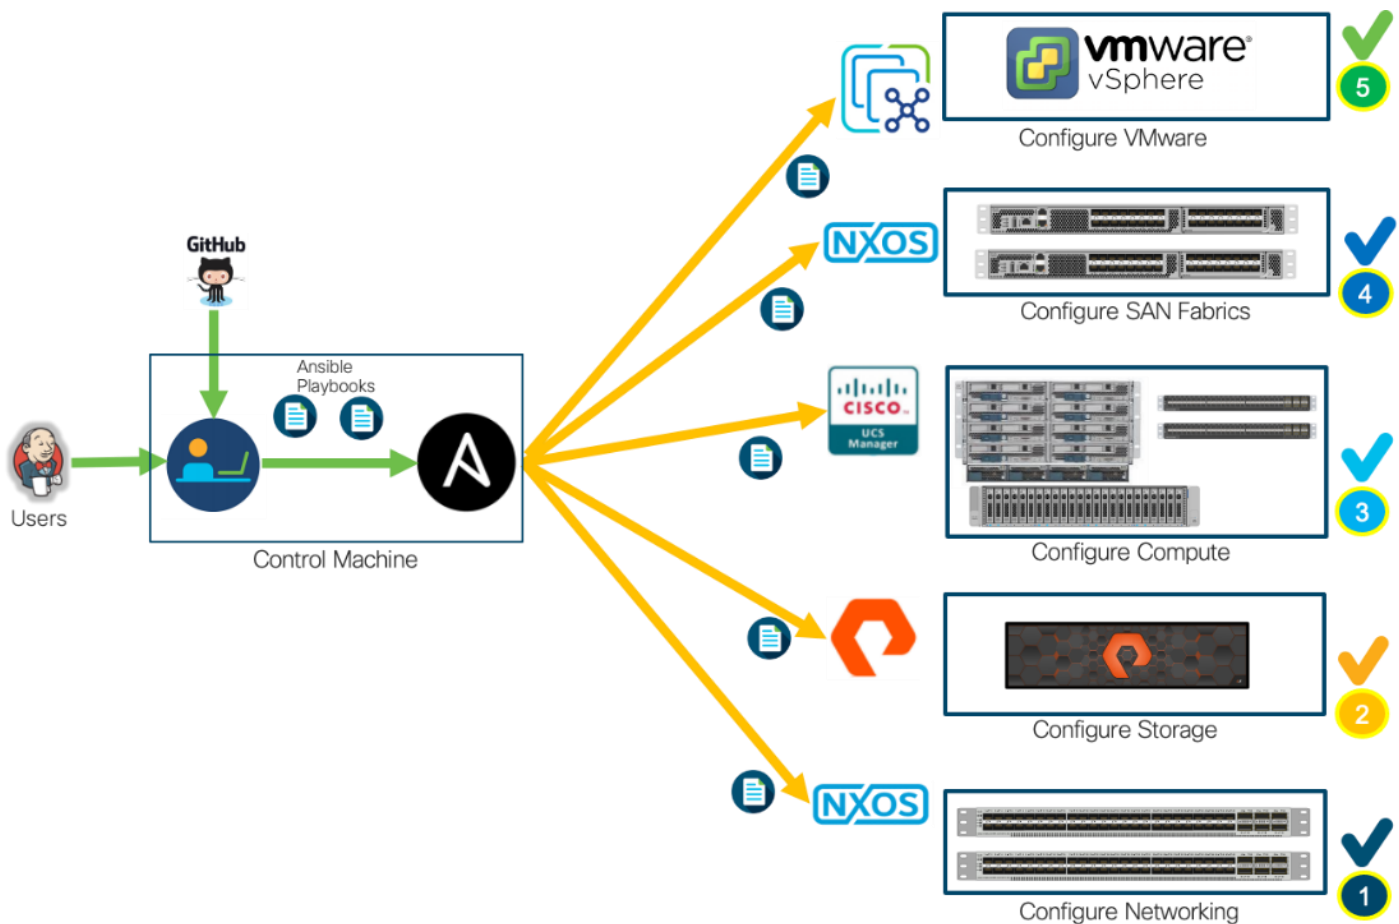 vmware®
vSphere
5
Configure VMware
NXOS
4
Configure SAN Fabrics
GitHub
Ansible
Playbooks
CISCO
UCS
Manager
3
Configure Compute
Users
Control Machine
2
Configure Storage
NXOS
1
Configure Networking